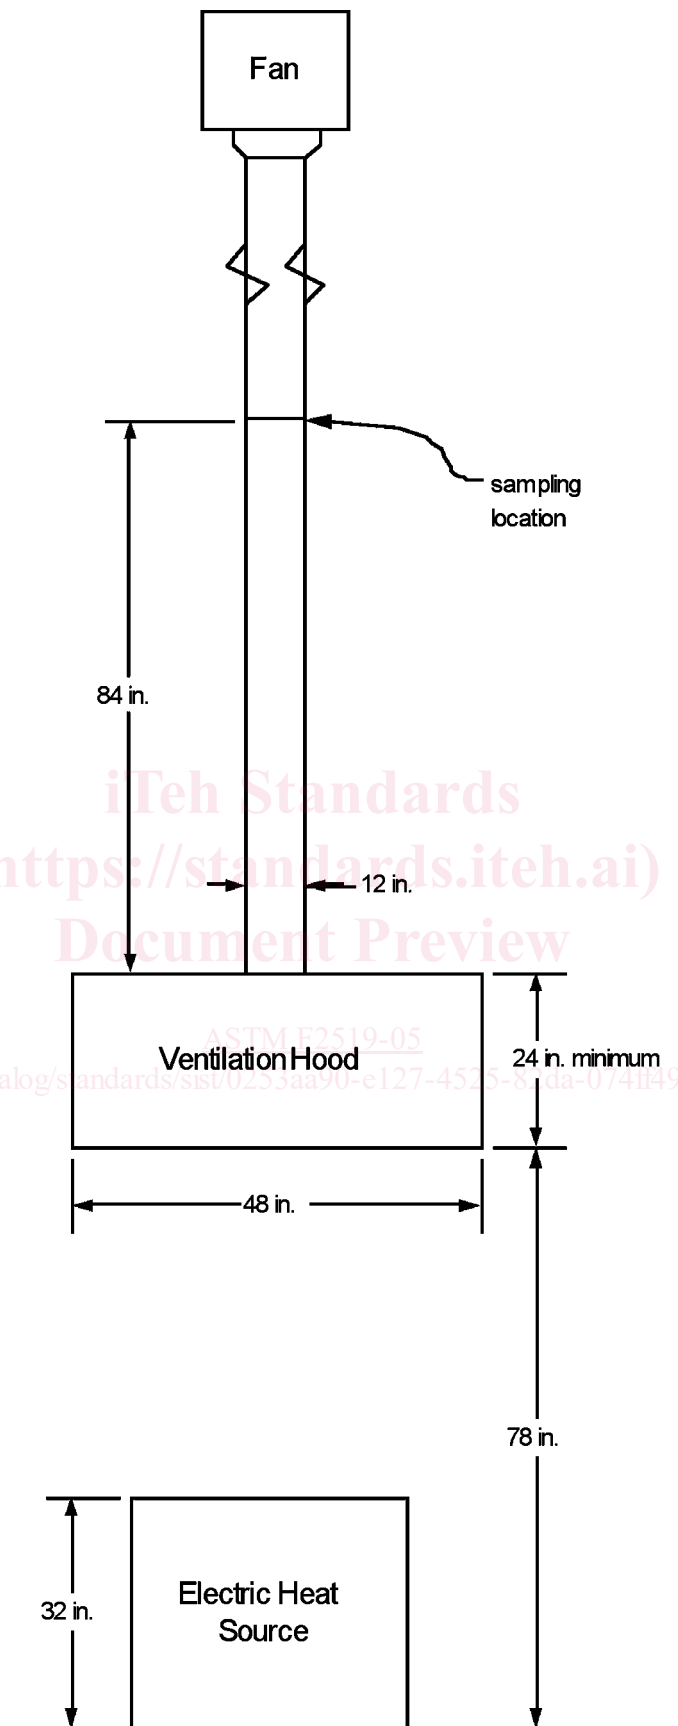 Fan
sampling
location
84 in.
iTeh Standards
https://standards.iteh.ai)
Document Preview
12 in.
ASTM F2519-05
Ventilation Hood
24 in. minimum
48 in.
78 in.
32 in.
Electric Heat
Source